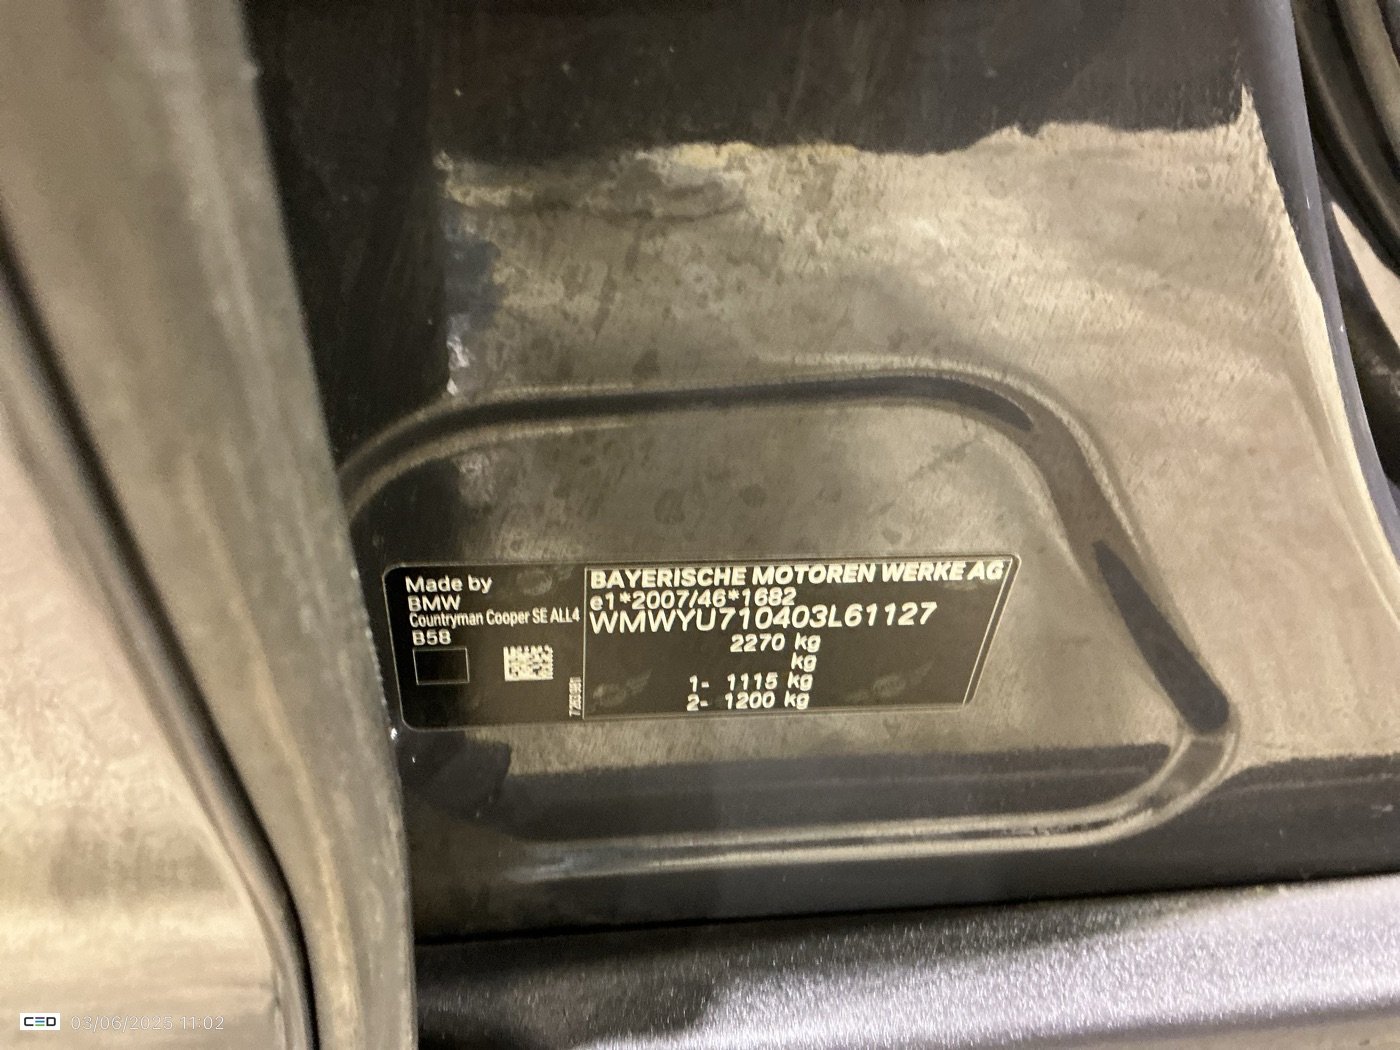 Made by
BMW
Countryman Cooper SE ALL4
B58
BAYERISCHE MOTOREN WERKE AG
e1*2007/46*1682
WMWYU710403L61127
2270 kg
kg
1- 1115 kg
2- 1200 kg
CED 03/06/2025 11:02